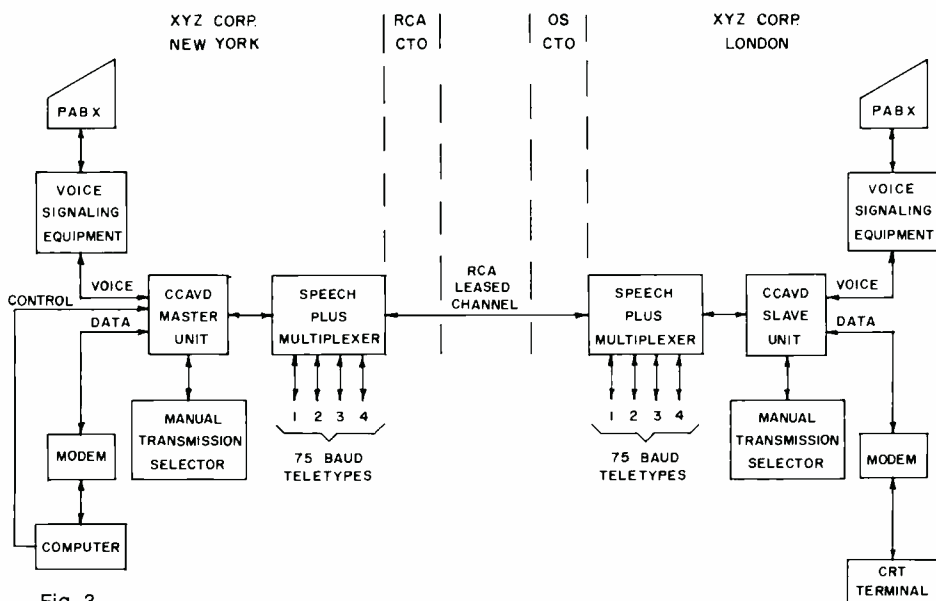 XYZ CORP.
NEW YORK
RCA
CTO
OS
CTO
XYZ CORP.
LONDON
PABX
PABX
VOICE
SIGNALING
EQUIPMENT
VOICE
SIGNALING
EQUIPMENT
CONTROL
VOICE
DATA
CCAVD
MASTER
UNIT
SPEECH
PLUS
MULTIPLEXER
RCA
LEASED
CHANNEL
SPEECH
PLUS
MULTIPLEXER
CCAVD
SLAVE
UNIT
VOICE
DATA
1 2 3 4
75 BAUD
TELETYPES
1 2 3 4
75 BAUD
TELETYPES
MANUAL
TRANSMISSION
SELECTOR
MANUAL
TRANSMISSION
SELECTOR
MODEM
MODEM
COMPUTER
CRT
TERMINAL